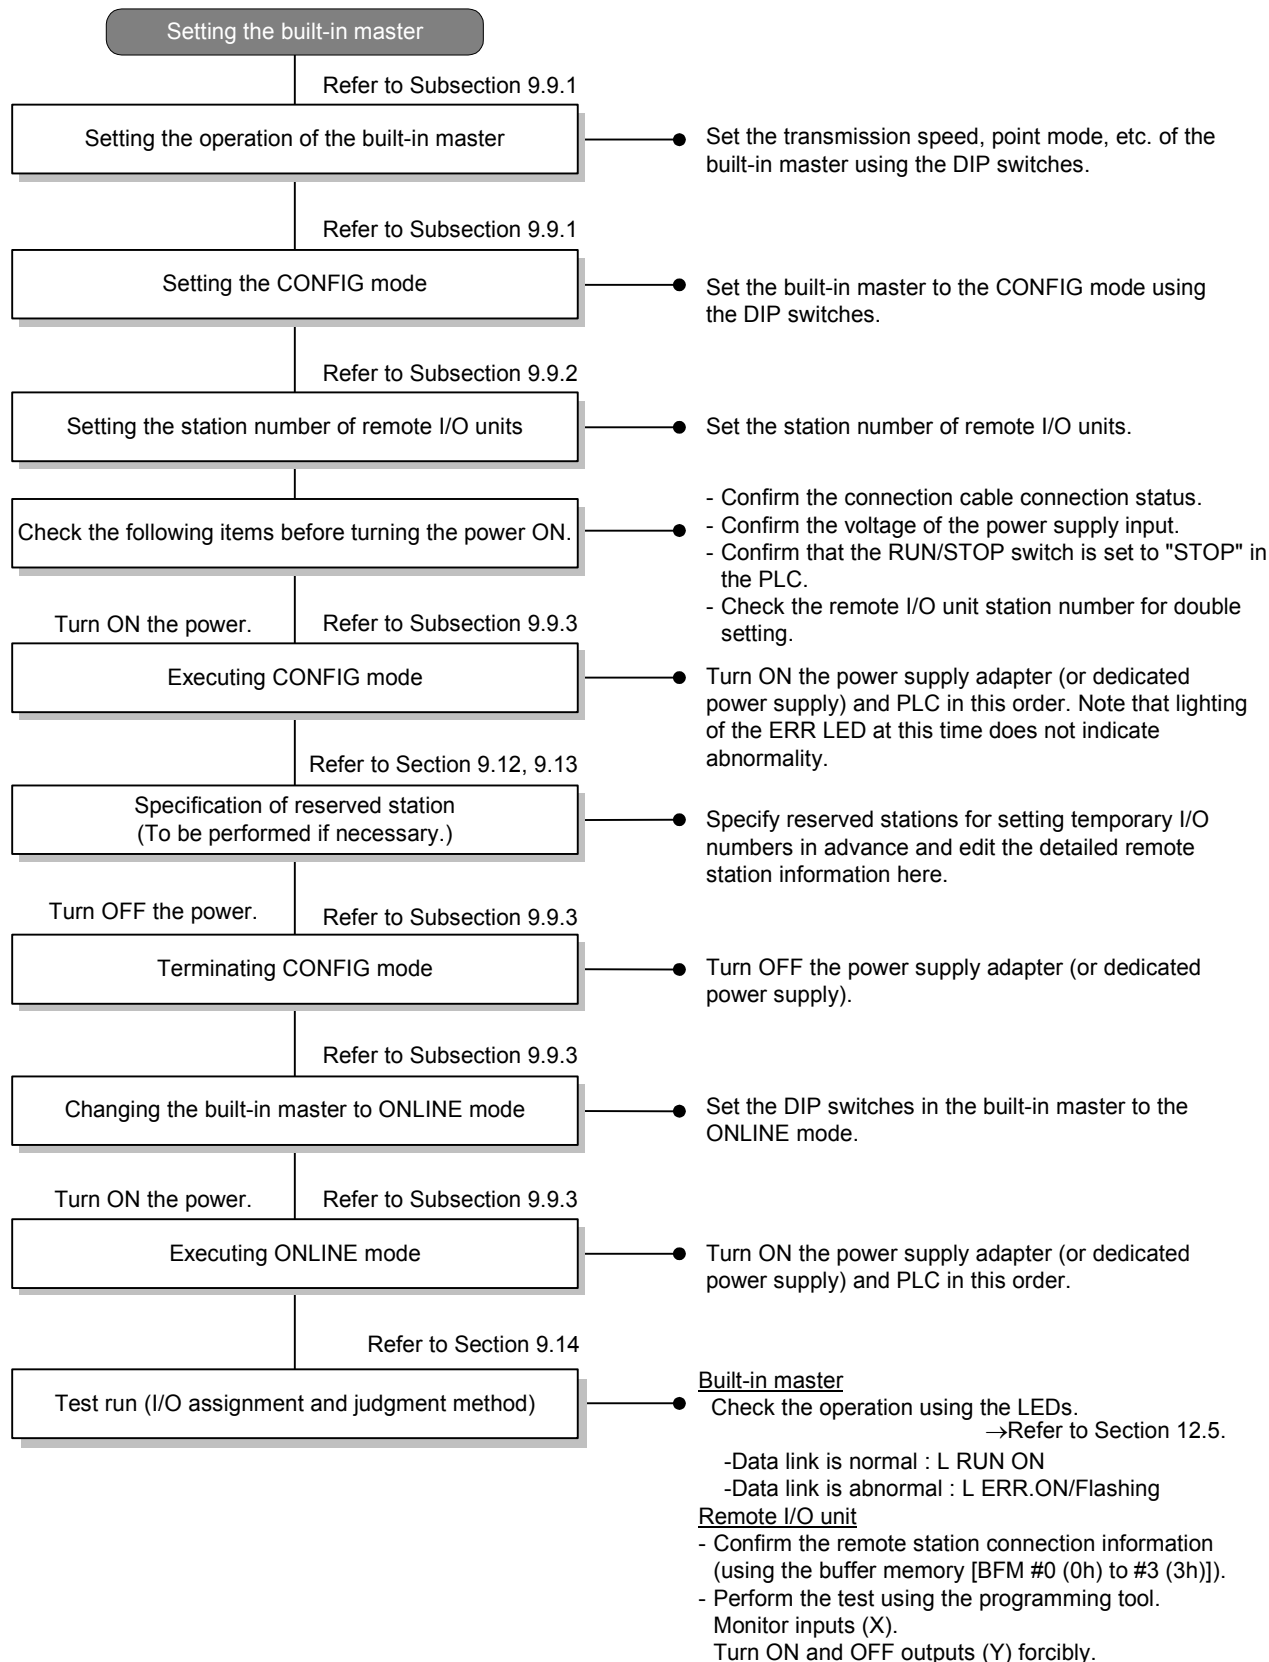 Setting the built-in master
Refer to Subsection 9.9.1
Setting the operation of the built-in master
Set the transmission speed, point mode, etc. of the
built-in master using the DIP switches.
Refer to Subsection 9.9.1
Setting the CONFIG mode
Set the built-in master to the CONFIG mode using
the DIP switches.
Refer to Subsection 9.9.2
Setting the station number of remote I/O units
Set the station number of remote I/O units.
Check the following items before turning the power ON.
- Confirm the connection cable connection status.
- Confirm the voltage of the power supply input.
- Confirm that the RUN/STOP switch is set to "STOP" in
the PLC.
- Check the remote I/O unit station number for double
setting.
Turn ON the power.
Refer to Subsection 9.9.3
Executing CONFIG mode
Turn ON the power supply adapter (or dedicated
power supply) and PLC in this order. Note that lighting
of the ERR LED at this time does not indicate
abnormality.
Refer to Section 9.12, 9.13
Specification of reserved station
(To be performed if necessary.)
Specify reserved stations for setting temporary I/O
numbers in advance and edit the detailed remote
station information here.
Turn OFF the power.
Refer to Subsection 9.9.3
Terminating CONFIG mode
Turn OFF the power supply adapter (or dedicated
power supply).
Refer to Subsection 9.9.3
Changing the built-in master to ONLINE mode
Set the DIP switches in the built-in master to the
ONLINE mode.
Turn ON the power.
Refer to Subsection 9.9.3
Executing ONLINE mode
Turn ON the power supply adapter (or dedicated
power supply) and PLC in this order.
Refer to Section 9.14
Test run (I/O assignment and judgment method)
Built-in master
Check the operation using the LEDs.
→Refer to Section 12.5.
-Data link is normal : L RUN ON
-Data link is abnormal : L ERR.ON/Flashing
Remote I/O unit
- Confirm the remote station connection information
(using the buffer memory [BFM #0 (0h) to #3 (3h)]).
- Perform the test using the programming tool.
Monitor inputs (X).
Turn ON and OFF outputs (Y) forcibly.